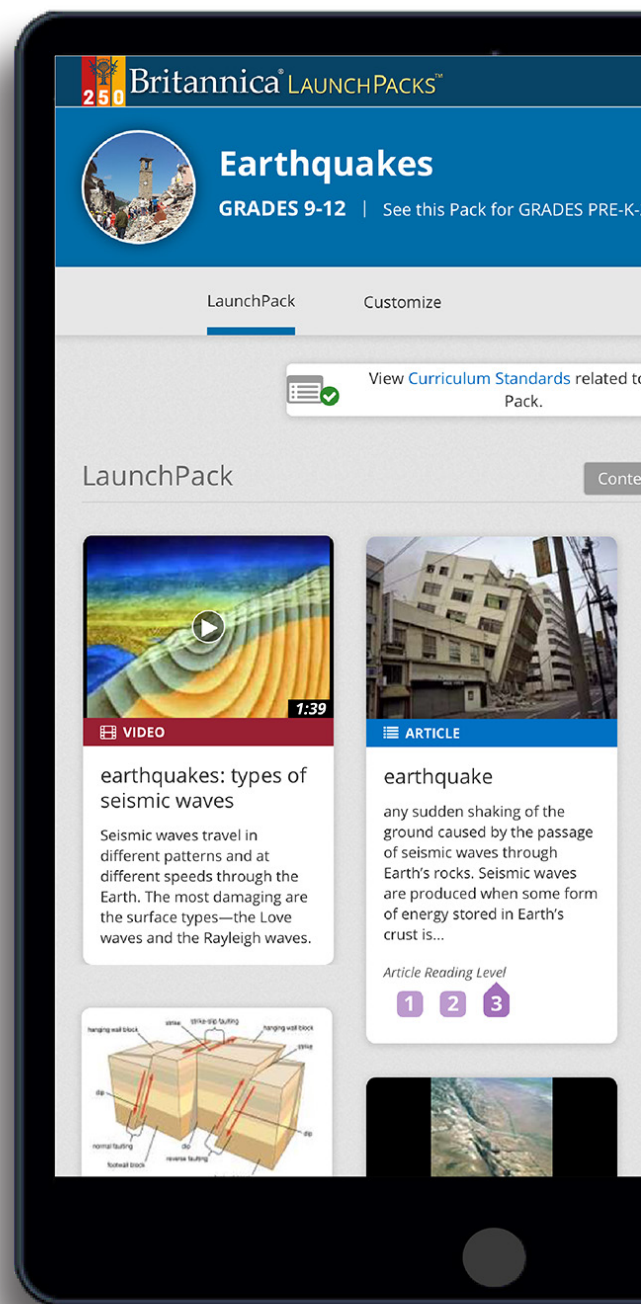 250 Britannica® LAUNCHPACKS™
Earthquakes
GRADES 9-12 | See this Pack for GRADES PRE-K-
LaunchPack
Customize
View Curriculum Standards related to
Pack.
LaunchPack
Conte
1:39
VIDEO
earthquakes: types of
seismic waves
Seismic waves travel in
different patterns and at
different speeds through the
Earth. The most damaging are
the surface types—the Love
waves and the Rayleigh waves.
ARTICLE
earthquake
any sudden shaking of the
ground caused by the passage
of seismic waves through
Earth's rocks. Seismic waves
are produced when some form
of energy stored in Earth's
crust is...
Article Reading Level
1 2 3
strike
strike-slip faulting
hanging wall block
hanging wall block
strike
dip
dip
normal faulting
dip
reverse faulting
footwall block